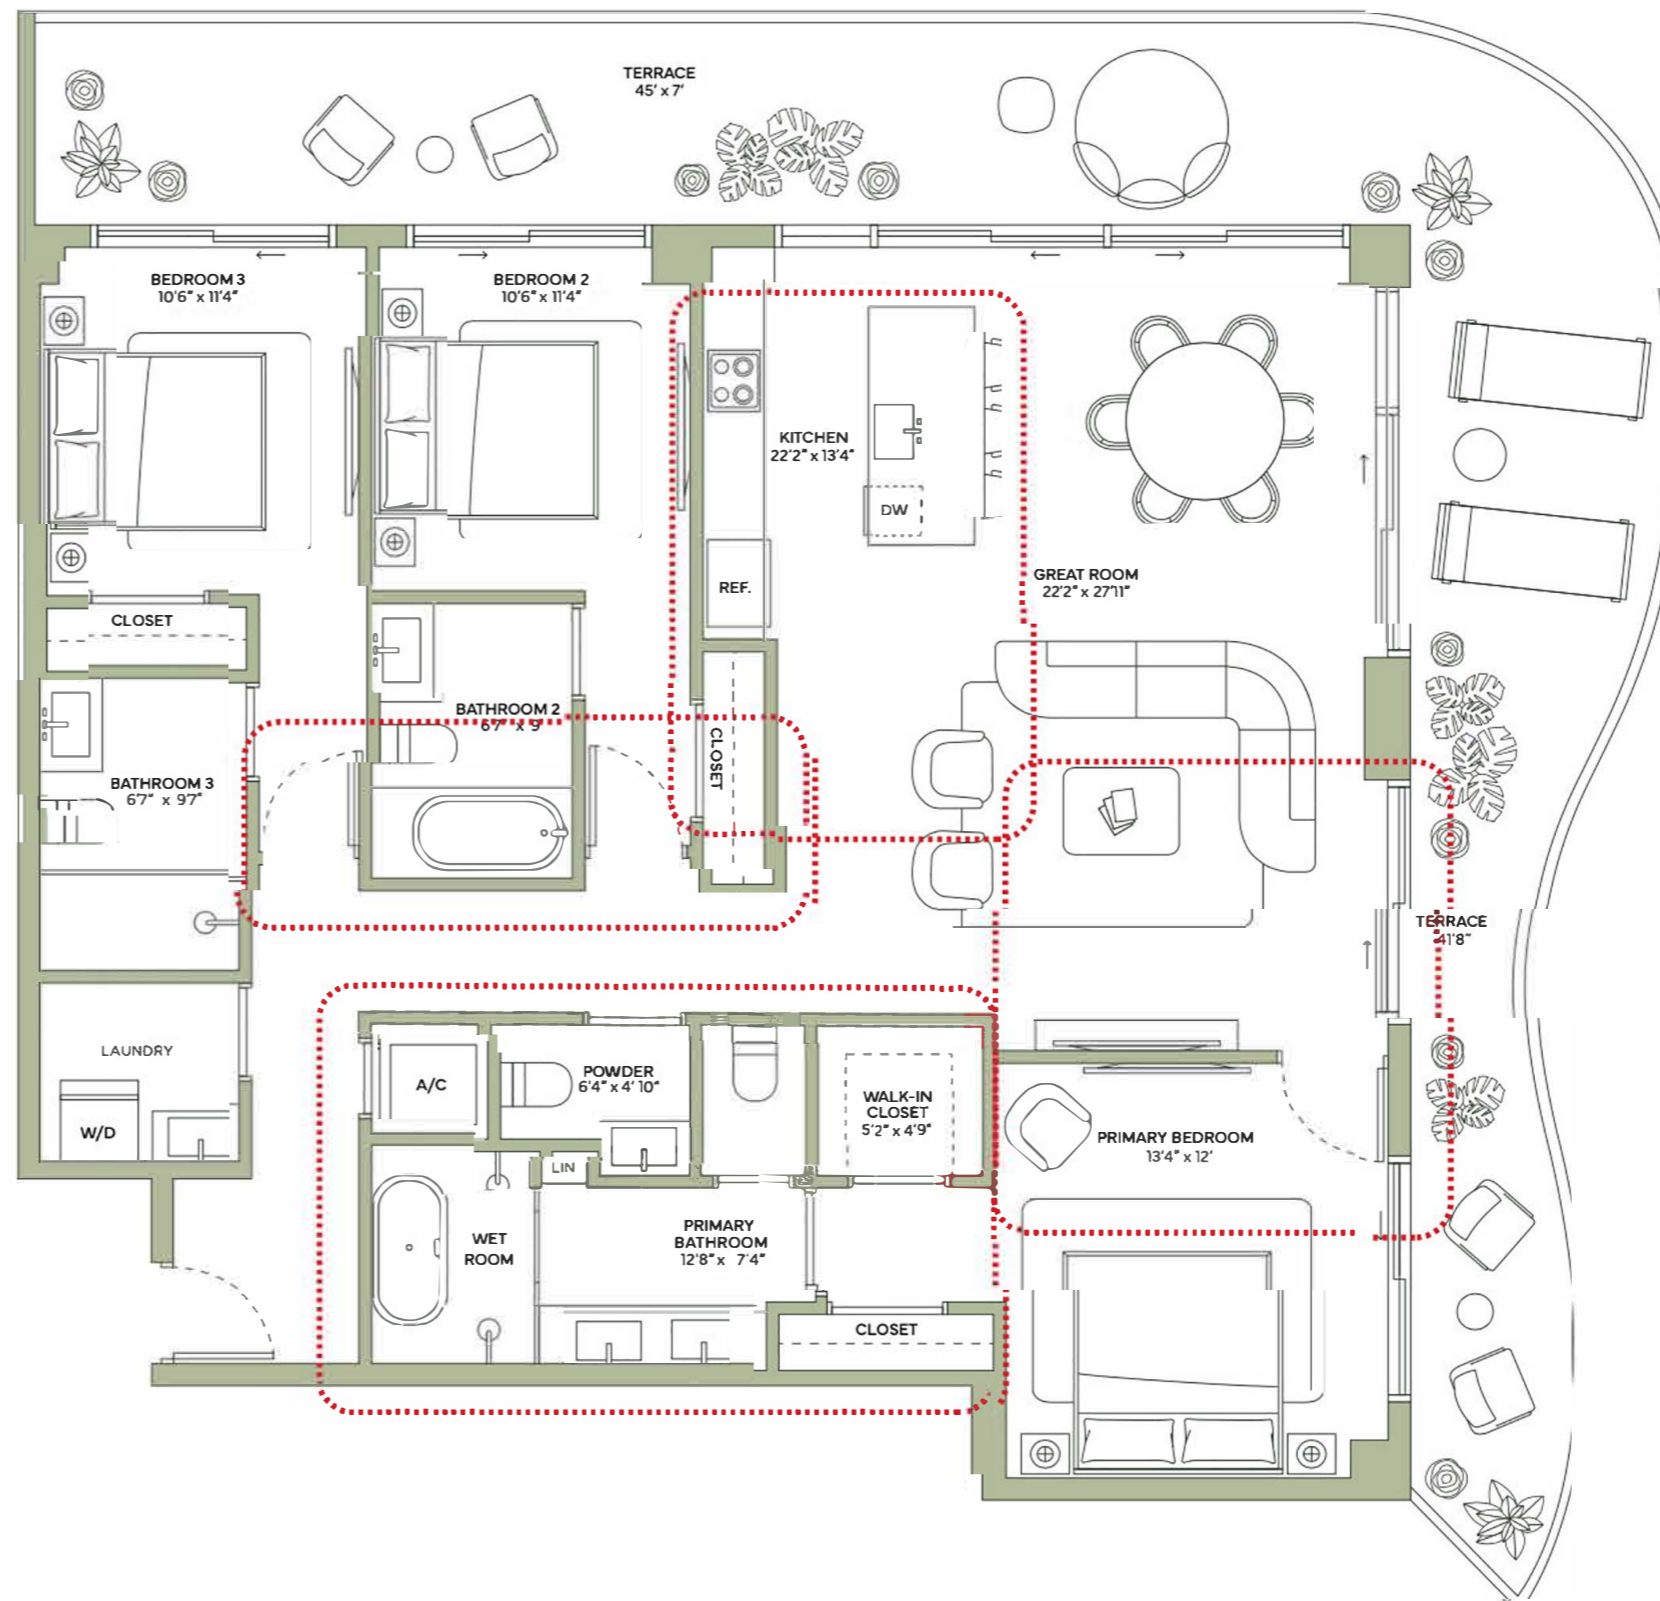 TERRACE
45' x 7'
BEDROOM 3
10'6" x 11'4"
BEDROOM 2
10'6" x 11'4"
KITCHEN
22'2" x 13'4"
DW
REF.
GREAT ROOM
22'2" x 27'11"
CLOSET
BATHROOM 2
6'7" x 9'
CLOSET
BATHROOM 3
6'7" x 9'7"
TERRACE
41'8"
LAUNDRY
W/D
A/C
POWDER
6'4" x 4' 10"
WALK-IN
CLOSET
5'2" x 4'9"
PRIMARY BEDROOM
13'4" x 12'
LIN
WET
ROOM
PRIMARY
BATHROOM
12'8" x 7'4"
CLOSET